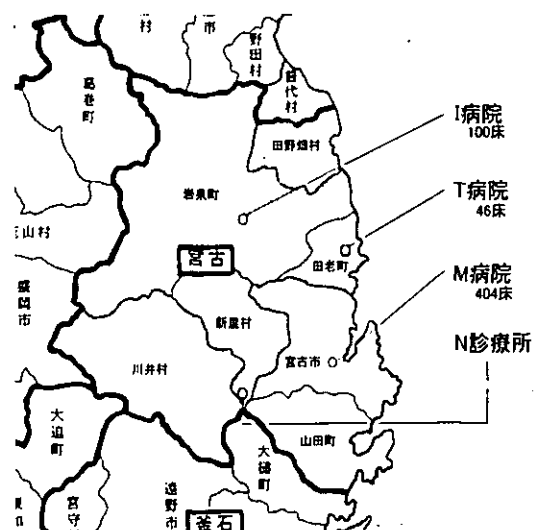 村
市
野田村
田代村
葛巻町
田野畑村
I病院
100床
岩泉町
T病院
46床
山村
宮古
田老町
盛岡市
M病院
404床
新里村
N診療所
宮古市
川井村
大迫町
山田町
大槌町
遠野市
宮守
釜石